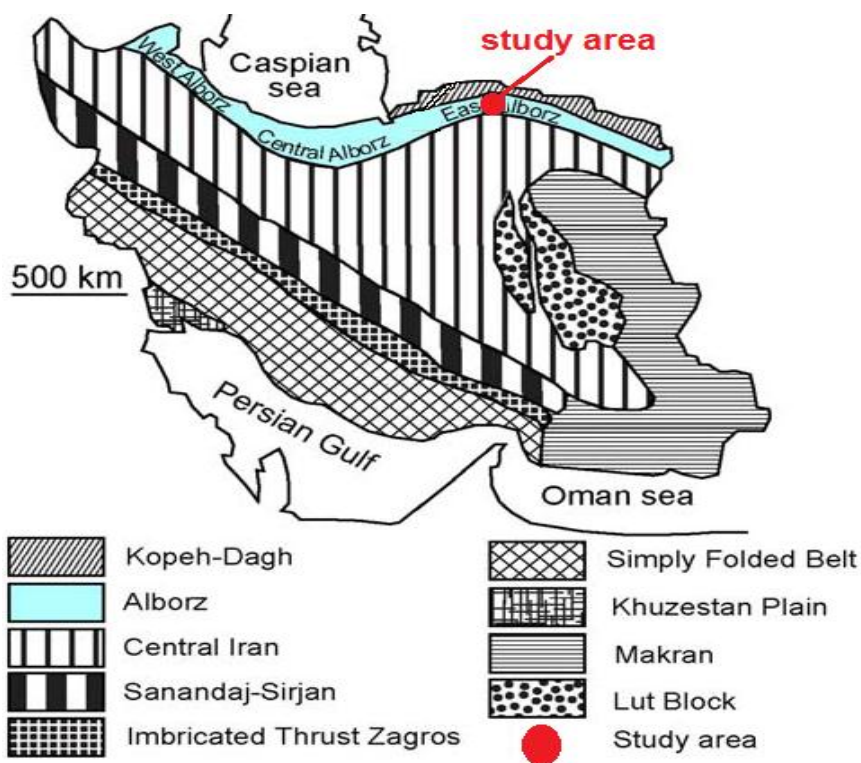 study area
Caspian
sea
West Alborz
Central Alborz
East Alborz
500 km
Persian Gulf
Oman sea
Kopeh-Dagh
Alborz
Central Iran
Sanandaj-Sirjan
Imbricated Thrust Zagros
Simply Folded Belt
Khuzestan Plain
Makran
Lut Block
Study area